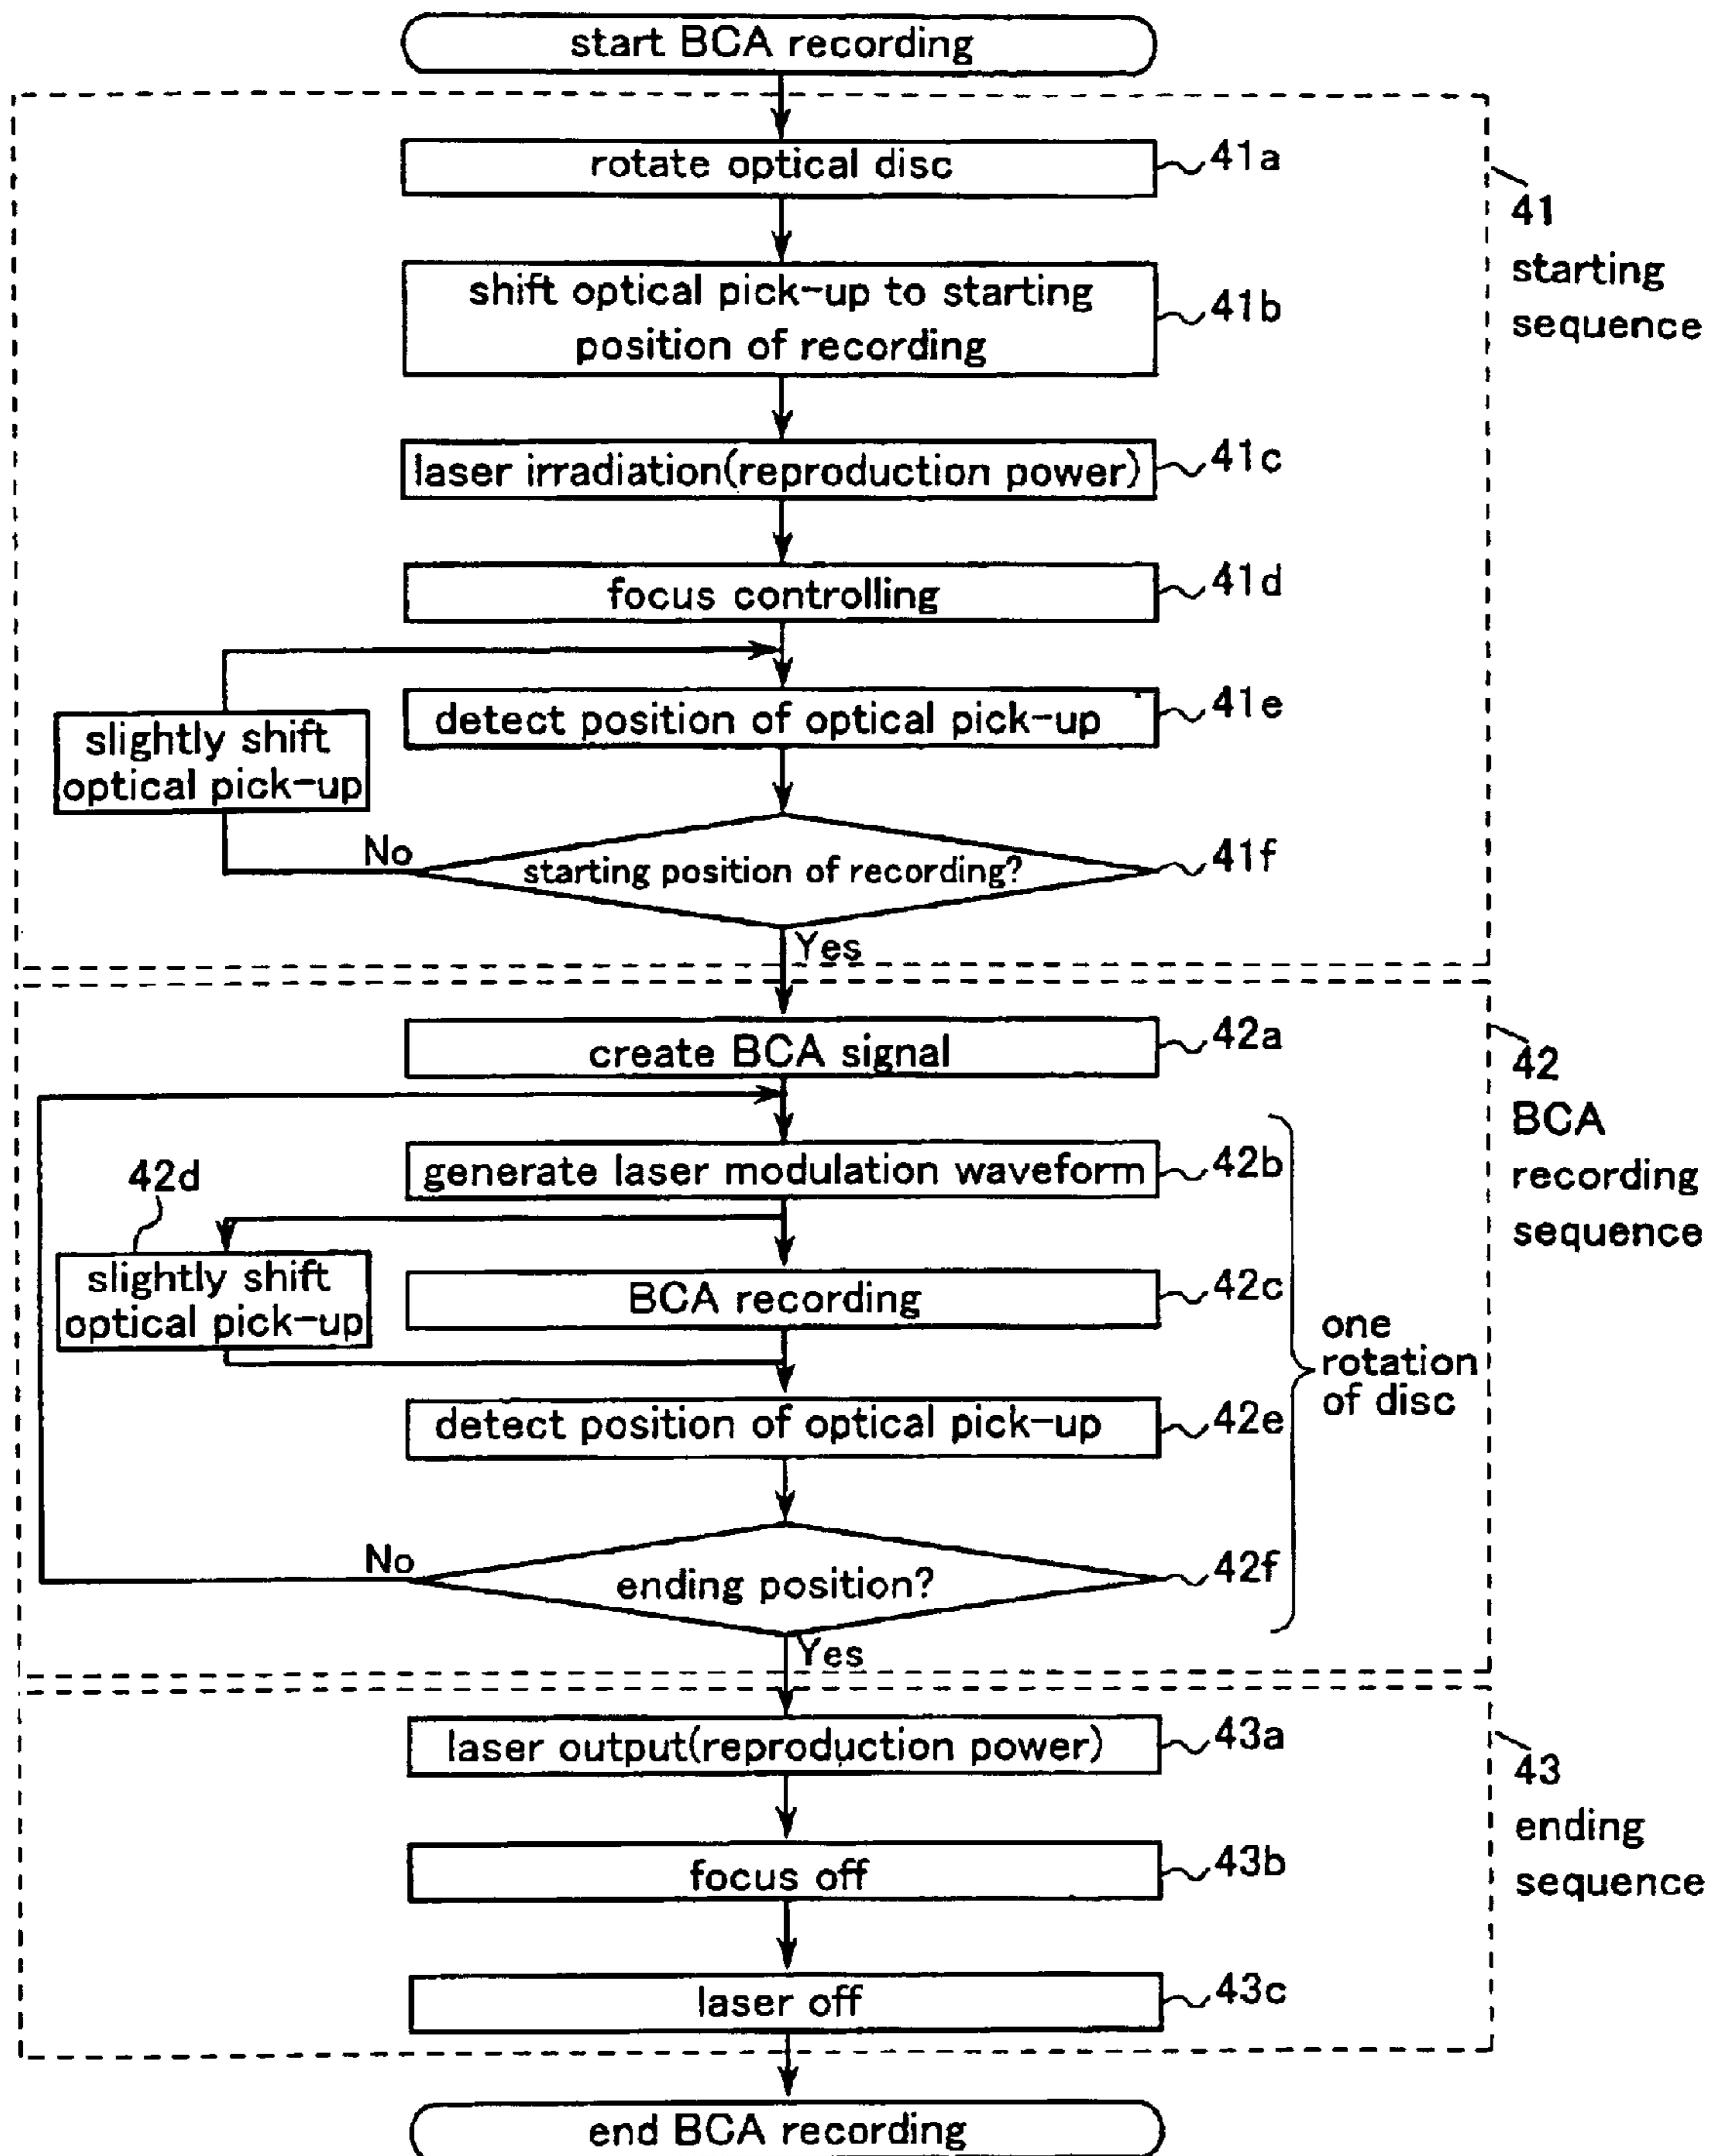 start BCA recording
rotate optical disc
41a
41
starting
sequence
shift optical pick-up to starting
position of recording
41b
laser irradiation(reproduction power)
41c
focus controlling
41d
detect position of optical pick-up
41e
slightly shift
optical pick-up
No
starting position of recording?
41f
Yes
create BCA signal
42a
42
BCA
recording
sequence
generate laser modulation waveform
42b
42d
slightly shift
optical pick-up
BCA recording
42c
one
rotation
of disc
detect position of optical pick-up
42e
No
ending position?
42f
Yes
laser output(reproduction power)
43a
43
ending
sequence
focus off
43b
laser off
43c
end BCA recording